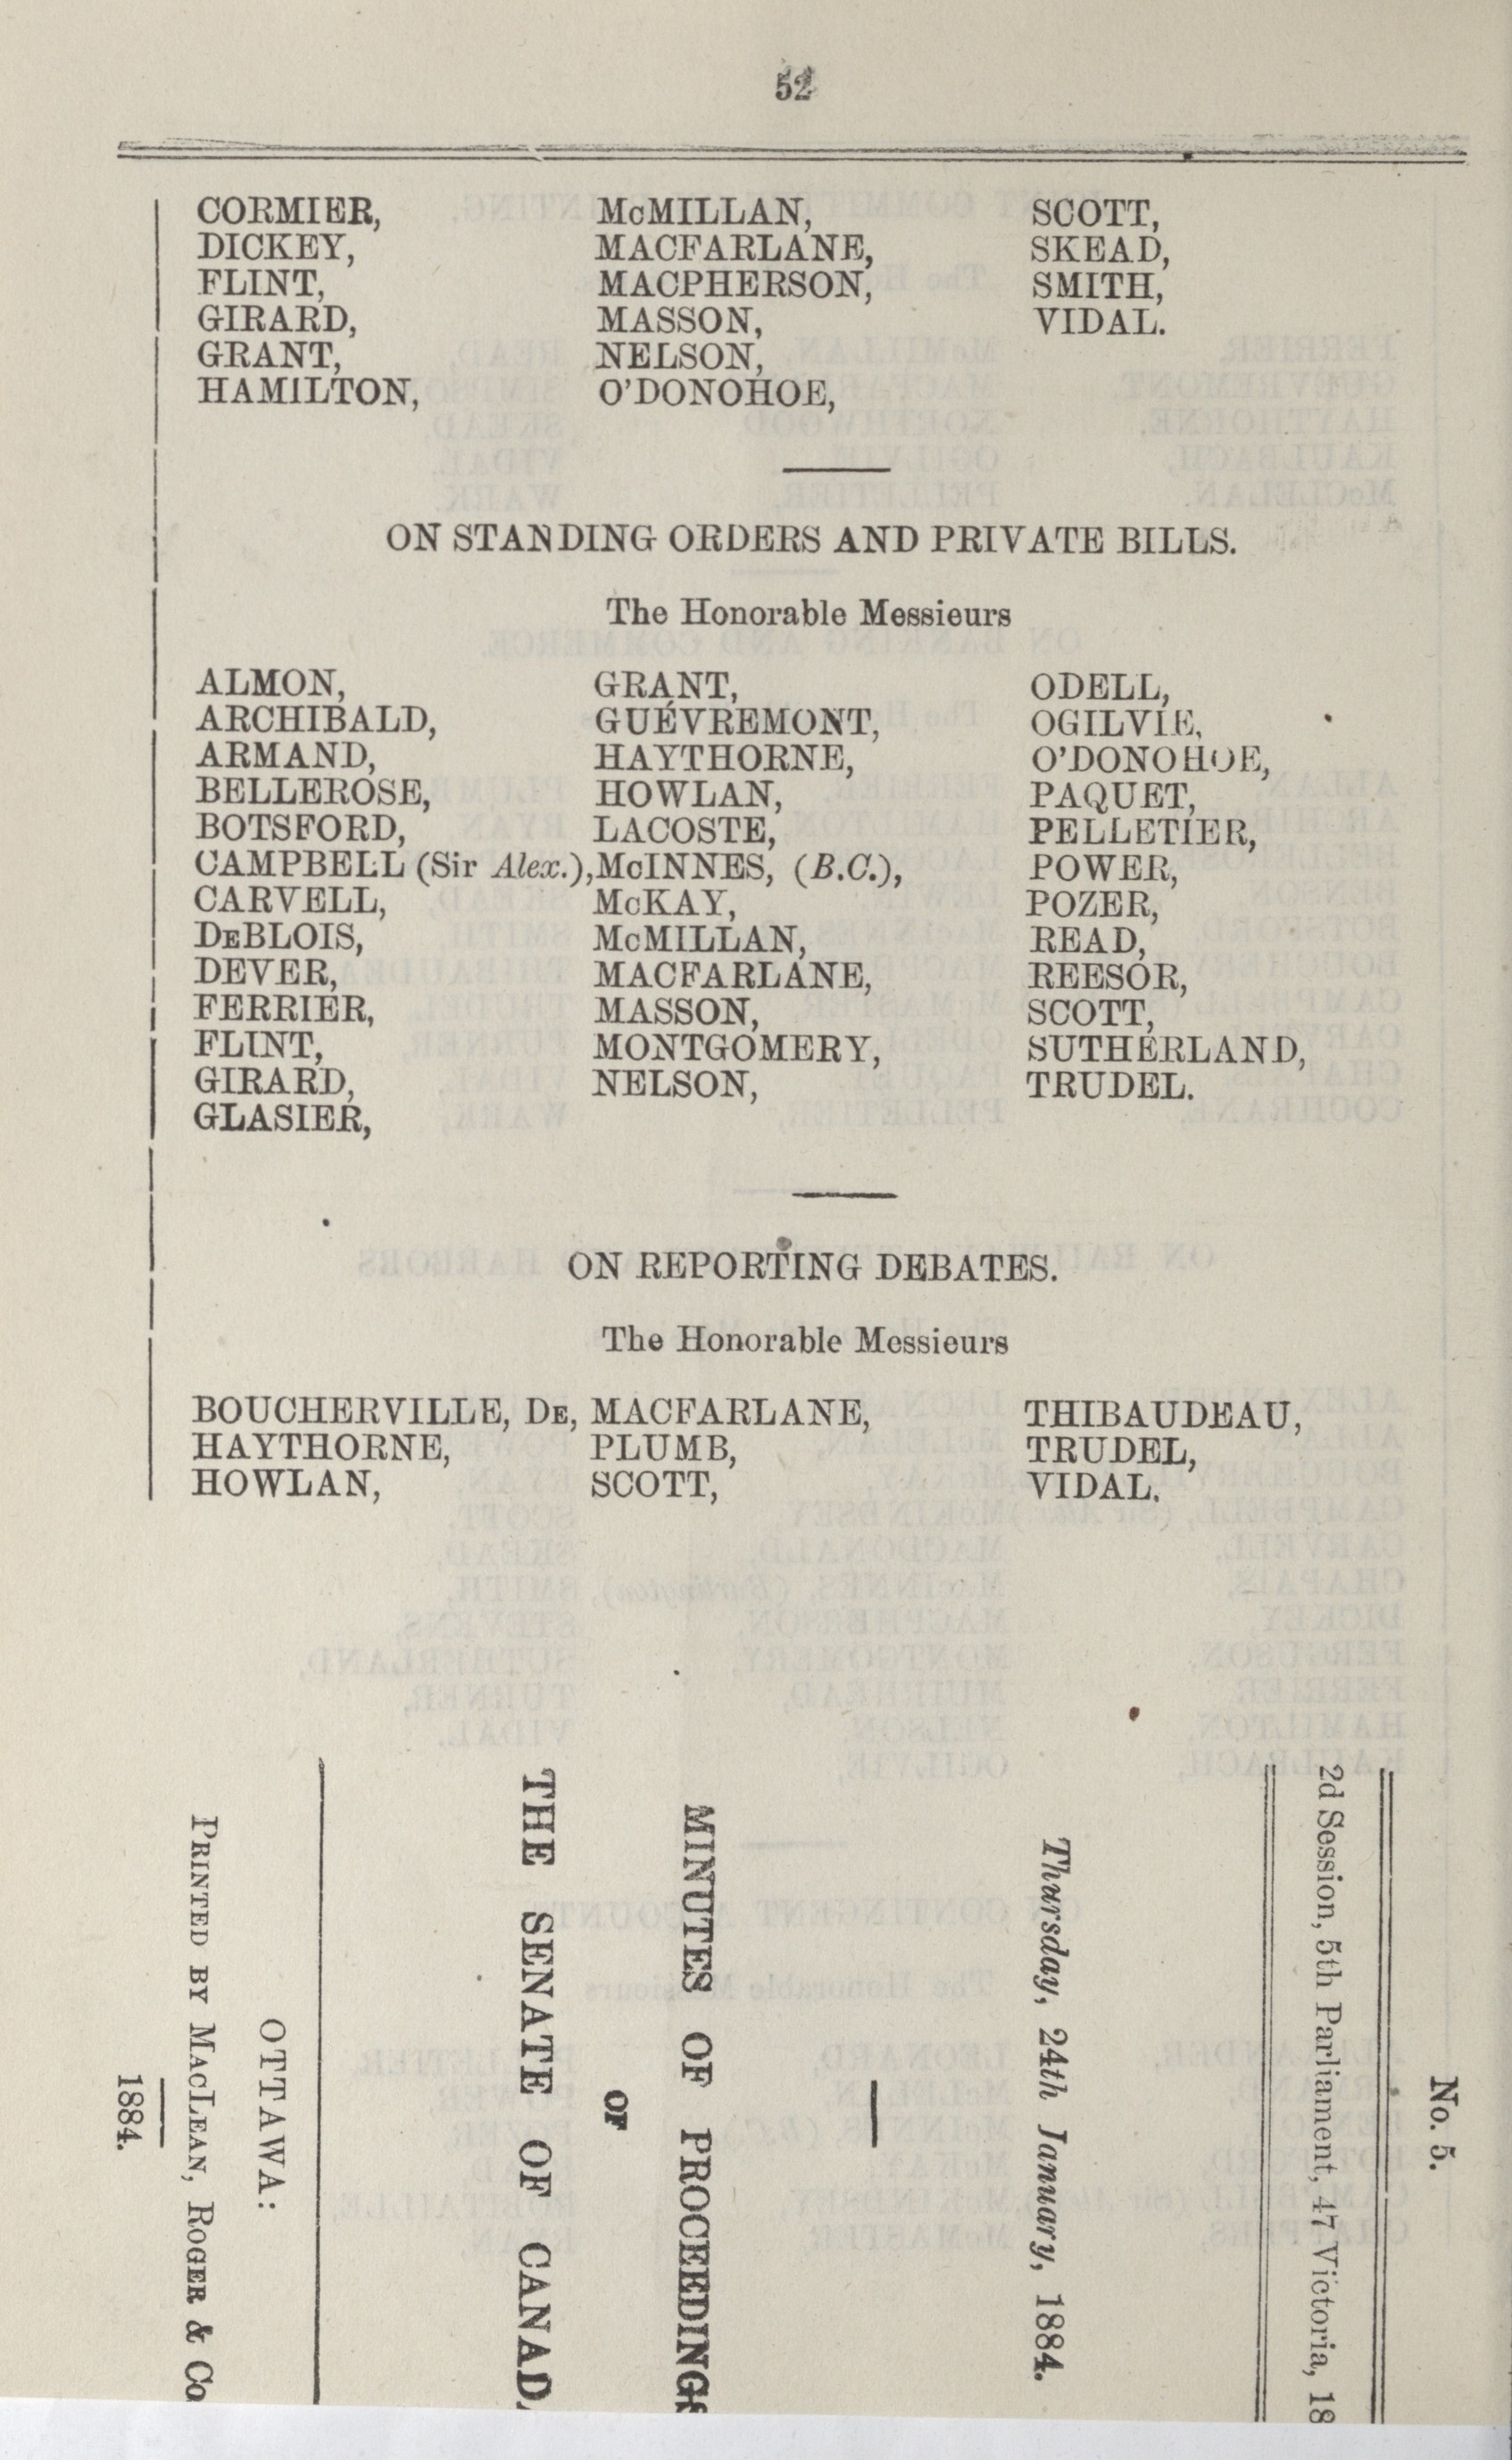 52
CORMIER, McMILLAN, SCOTT,
DICKEY, MACFARLANE, SKEAD,
FLINT, MACPHERSON, SMITH,
GIRARD, MASSON, VIDAL.
GRANT, NELSON,
HAMILTON, O'DONOHOE,
ON STANDING ORDERS AND PRIVATE BILLS.
The Honorable Messieurs
ALMON, GRANT, ODELL,
ARCHIBALD, GUÉVREMONT, OGILVIE,
ARMAND, HAYTHORNE, O'DONOHOE,
BELLEROSE, HOWLAN, PAQUET,
BOTSFORD, LACOSTE, PELLETIER,
CAMPBELL (Sir Alex.), McINNES, (B.C.), POWER,
CARVELL, McKAY, POZER,
DEBLOIS, McMILLAN, READ,
DEVER, MACFARLANE, REESOR,
FERRIER, MASSON, SCOTT,
FLINT, MONTGOMERY, SUTHERLAND,
GIRARD, NELSON, TRUDEL.
GLASIER,
ON REPORTING DEBATES.
The Honorable Messieurs
BOUCHERVILLE, DE, MACFARLANE, THIBAUDEAU,
HAYTHORNE, PLUMB, TRUDEL,
HOWLAN, SCOTT, VIDAL.
No. 5.
2d Session, 5th Parliament, 47 Victoria, 18
Thursday, 24th January, 1884.
MINUTES OF PROCEEDING
OF
THE SENATE OF CANAD
OTTAWA:
PRINTED BY MACLEAN, ROGER & Co
1884.